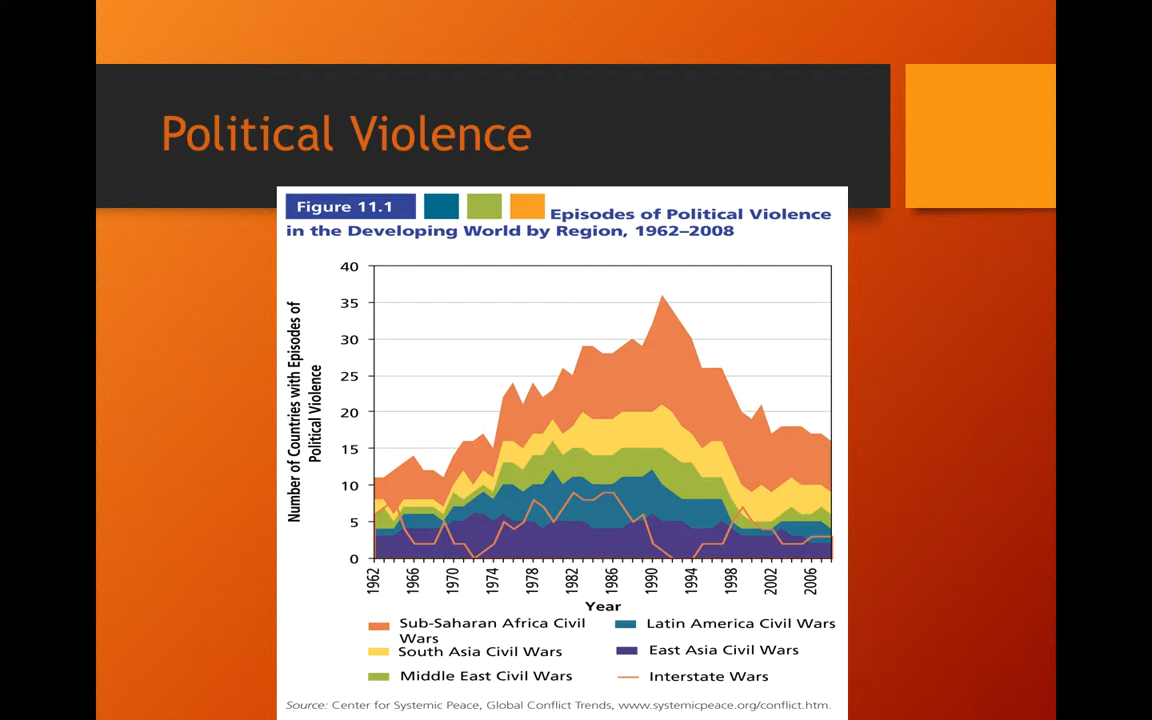 Political Violence
Figure 11.1
Episodes of Political Violence
in the Developing World by Region, 1962–2008
Number of Countries with Episodes of
Political Violence
40
35
30
25
20
15
10
5
0
1962
1966
1970
1974
1978
1982
1986
1990
1994
1998
2002
2006
Year
Sub-Saharan Africa Civil
Wars
South Asia Civil Wars
Middle East Civil Wars
Latin America Civil Wars
East Asia Civil Wars
Interstate Wars
Source: Center for Systemic Peace, Global Conflict Trends, www.systemicpeace.org/conflict.htm.